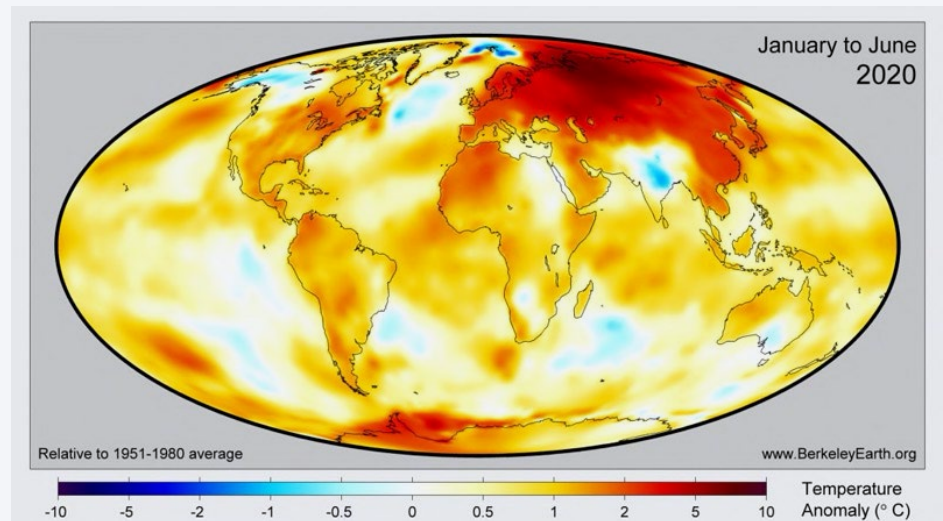 January to June
2020
Relative to 1951-1980 average
www.BerkeleyEarth.org
-10 -5 -2 -1 -0.5 0 0.5 1 2 5 10
Temperature
Anomaly (° C)